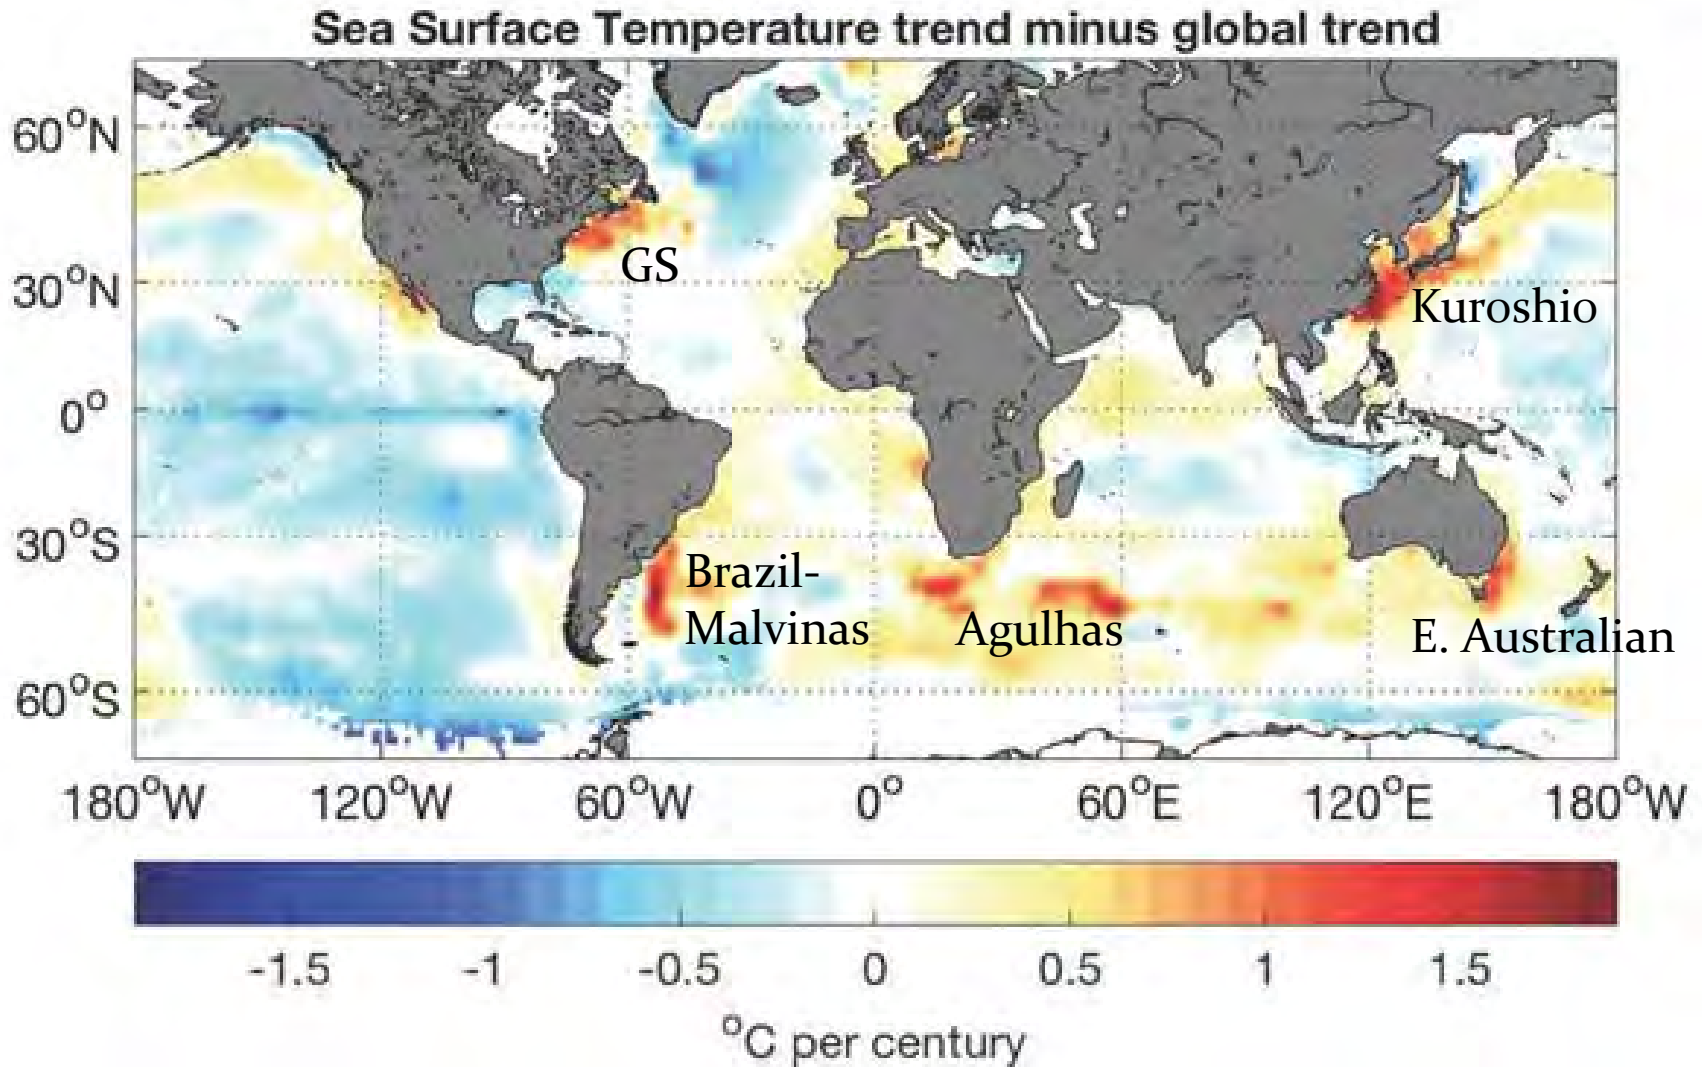 Sea Surface Temperature trend minus global trend
60°N
30°N
0°
30°S
60°S
GS
Kuroshio
Brazil-
Malvinas
Agulhas
E. Australian
180°W 120°W 60°W 0° 60°E 120°E 180°W
-1.5 -1 -0.5 0 0.5 1 1.5
°C per century